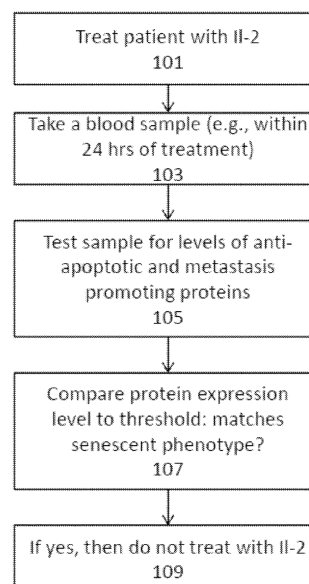 Treat patient with Il-2
101
Take a blood sample (e.g., within
24 hrs of treatment)
103
Test sample for levels of anti-
apoptotic and metastasis
promoting proteins
105
Compare protein expression
level to threshold: matches
senescent phenotype?
107
If yes, then do not treat with Il-2
109